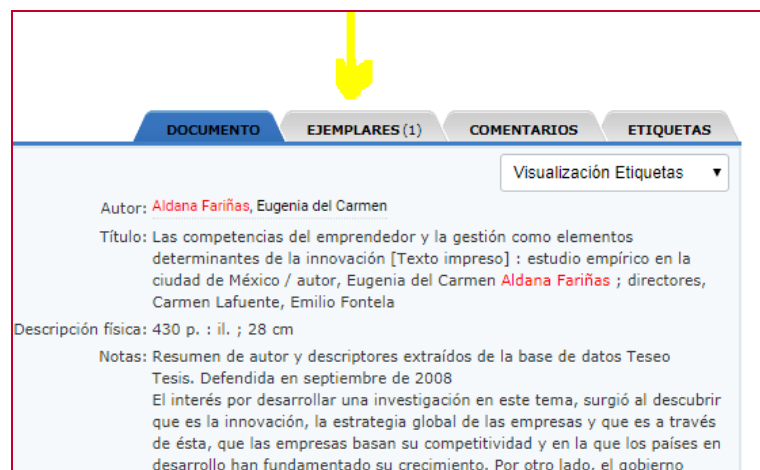 DOCUMENTO EJEMPLARES (1) COMENTARIOS ETIQUETAS
Visualización Etiquetas
Autor: Aldana Fariñas, Eugenia del Carmen
Título: Las competencias del emprendedor y la gestión como elementos
determinantes de la innovación [Texto impreso] : estudio empírico en la
ciudad de México / autor, Eugenia del Carmen Aldana Fariñas ; directores,
Carmen Lafuente, Emilio Fontela
Descripción física: 430 p. : il. ; 28 cm
Notas: Resumen de autor y descriptores extraídos de la base de datos Teseo
Tesis. Defendida en septiembre de 2008
El interés por desarrollar una investigación en este tema, surgió al descubrir
que es la innovación, la estrategia global de las empresas y que es a través
de ésta, que las empresas basan su competitividad y en la que los países en
desarrollo han fundamentado su crecimiento. Por otro lado, el gobierno